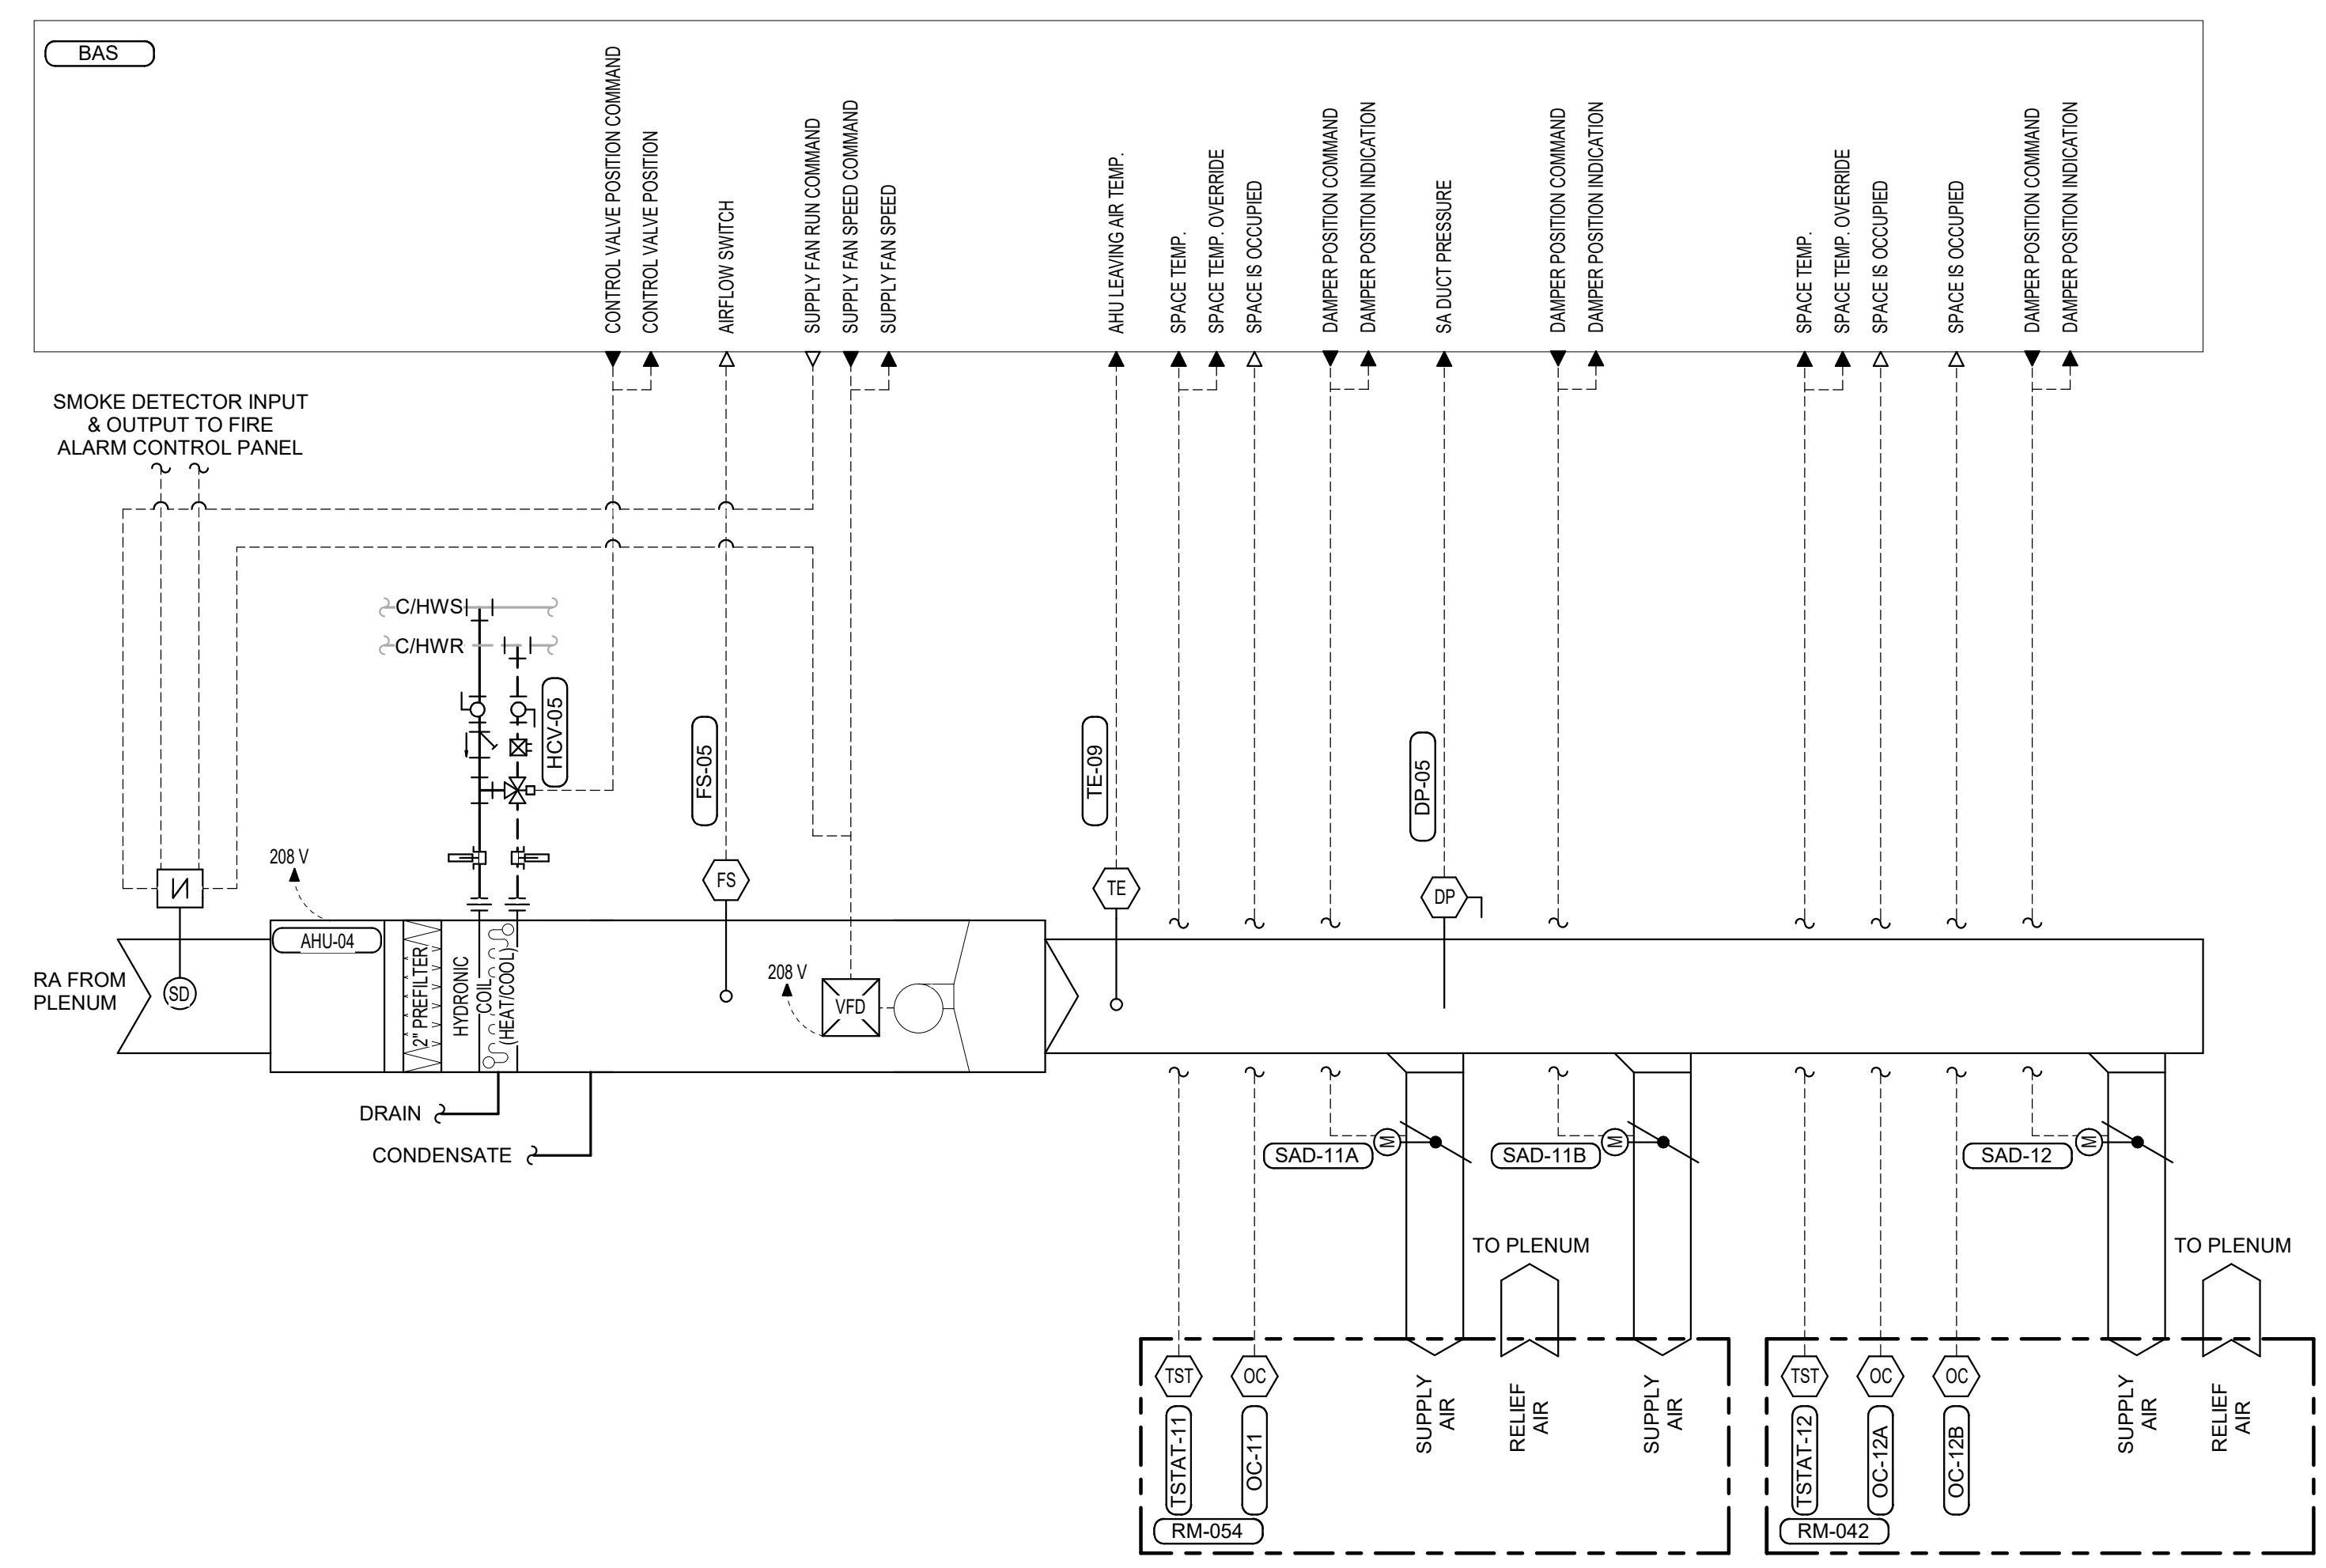 BAS
CONTROL VALVE POSITION COMMAND
CONTROL VALVE POSITION
AIRFLOW SWITCH
SUPPLY FAN RUN COMMAND
SUPPLY FAN SPEED COMMAND
SUPPLY FAN SPEED
AHU LEAVING AIR TEMP.
SPACE TEMP.
SPACE TEMP. OVERRIDE
SPACE IS OCCUPIED
DAMPER POSITION COMMAND
DAMPER POSITION INDICATION
SA DUCT PRESSURE
DAMPER POSITION COMMAND
DAMPER POSITION INDICATION
SPACE TEMP.
SPACE TEMP. OVERRIDE
SPACE IS OCCUPIED
SPACE IS OCCUPIED
DAMPER POSITION COMMAND
DAMPER POSITION INDICATION
SMOKE DETECTOR INPUT
& OUTPUT TO FIRE
ALARM CONTROL PANEL
C/HWS
C/HWR
HCV-05
FS-05
TE-09
DP-05
208 V
FS
TE
DP
AHU-04
RA FROM
PLENUM
SD
2" PREFILTER
HYDRONIC
COIL
(HEAT/COOL)
208 V
VFD
DRAIN
CONDENSATE
SAD-11A
M
SAD-11B
M
SAD-12
M
TO PLENUM
TO PLENUM
TST
OC
TSTAT-11
OC-11
SUPPLY
AIR
RELIEF
AIR
SUPPLY
AIR
RM-054
TST
OC
OC
TSTAT-12
OC-12A
OC-12B
SUPPLY
AIR
RELIEF
AIR
RM-042